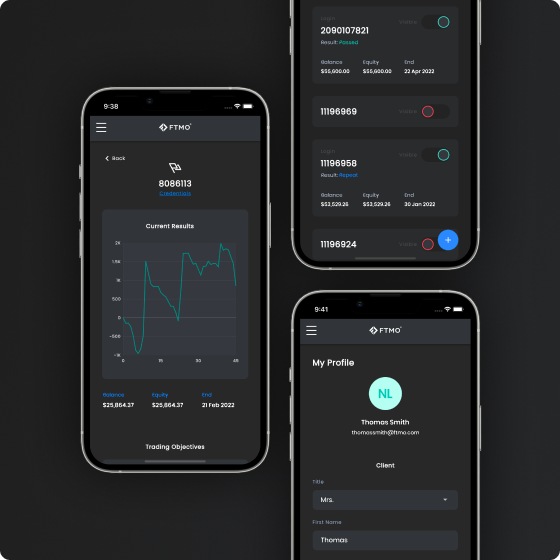 9:38
FTMO
Back
8086113
Credentials
Current Results
2K
1K
1K
500
0
-500
-1K
0
15
30
45
Balance
Equity
End
$25,864.37
$25,864.37
21 Feb 2022
Trading Objectives
Login
Visible
2090107821
Result: Passed
Balance
Equity
End
$55,600.00
$55,600.00
22 Apr 2022
11196969
Visible
Login
Visible
11196958
Result: Repeat
Balance
Equity
End
$53,529.26
$53,529.26
30 Jan 2022
11196924
Visible
9:41
FTMO
My Profile
NL
Thomas Smith
thomassmith@ftmo.com
Client
Title
Mrs.
First Name
Thomas